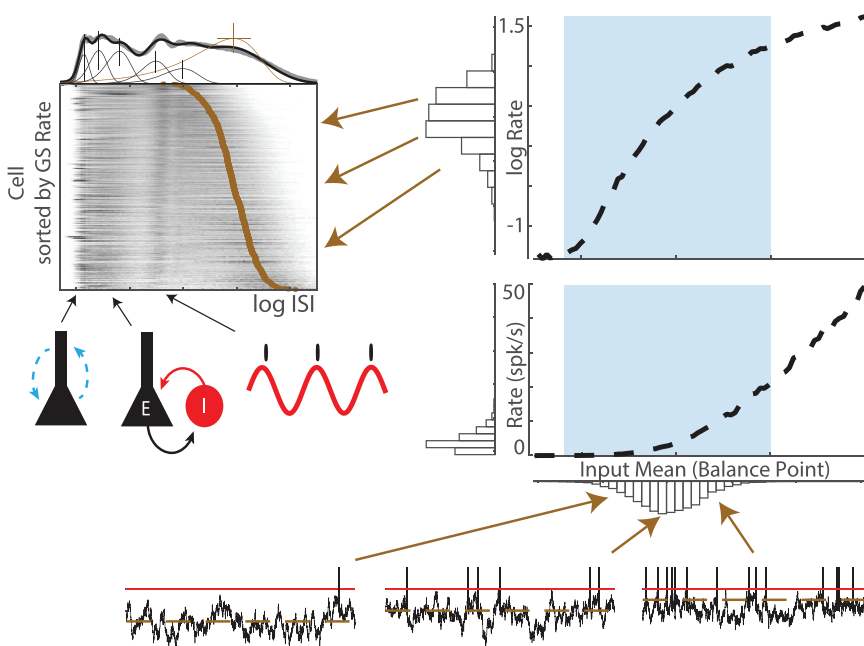 Cell
sorted by GS Rate
log ISI
E
I
1.5
log Rate
-1
50
Rate (spk/s)
0
Input Mean (Balance Point)